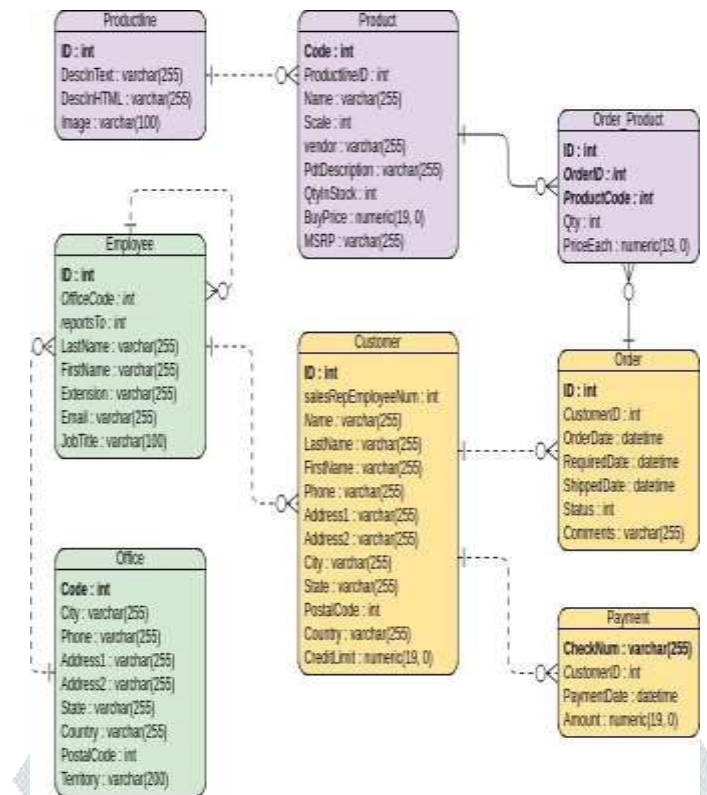 Productline
ID : int
DescInText : varchar(255)
DescInHTML : varchar(255)
Image : varchar(100)
Product
Code : int
ProductlineID : int
Name : varchar(255)
Scale : int
vendor : varchar(255)
PdtDescription : varchar(255)
QtyInStock : int
BuyPrice : numeric(19, 0)
MSRP : varchar(255)
Order_Product
ID : int
OrderID : int
ProductCode : int
Qty : int
PriceEach : numeric(19, 0)
Employee
ID : int
OfficeCode : int
reportsTo : int
LastName : varchar(255)
FirstName : varchar(255)
Extension : varchar(255)
Email : varchar(255)
JobTitle : varchar(100)
Customer
ID : int
salesRepEmployeeNum : int
Name : varchar(255)
LastName : varchar(255)
FirstName : varchar(255)
Phone : varchar(255)
Address1 : varchar(255)
Address2 : varchar(255)
City : varchar(255)
State : varchar(255)
PostalCode : int
Country : varchar(255)
CreditLimit : numeric(19, 0)
Order
ID : int
CustomerID : int
OrderDate : datetime
RequiredDate : datetime
ShippedDate : datetime
Status : int
Comments : varchar(255)
Office
Code : int
City : varchar(255)
Phone : varchar(255)
Address1 : varchar(255)
Address2 : varchar(255)
State : varchar(255)
Country : varchar(255)
PostalCode : int
Territory : varchar(200)
Payment
CheckNum : varchar(255)
CustomerID : int
PaymentDate : datetime
Amount : numeric(19, 0)